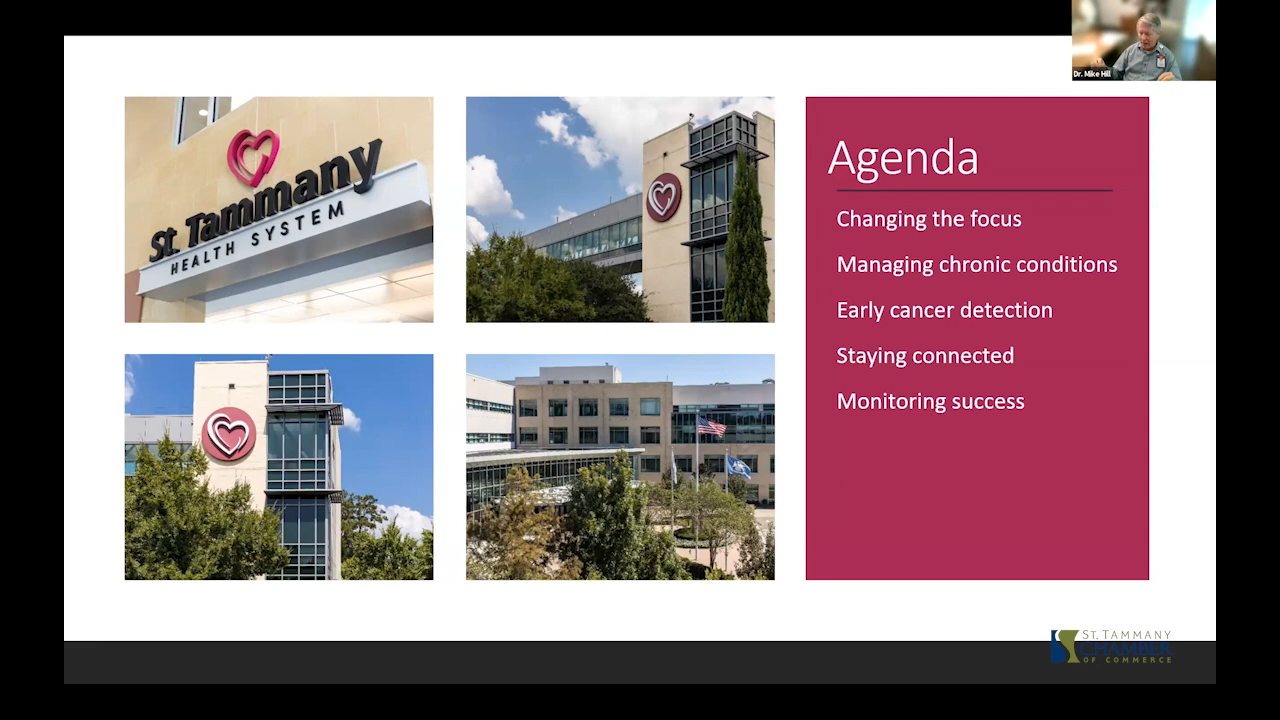 Dr. Mike Hill
St. Tammany
HEALTH SYSTEM
Agenda
Changing the focus
Managing chronic conditions
Early cancer detection
Staying connected
Monitoring success
ST. TAMMANY
CHAMBER
OF COMMERCE